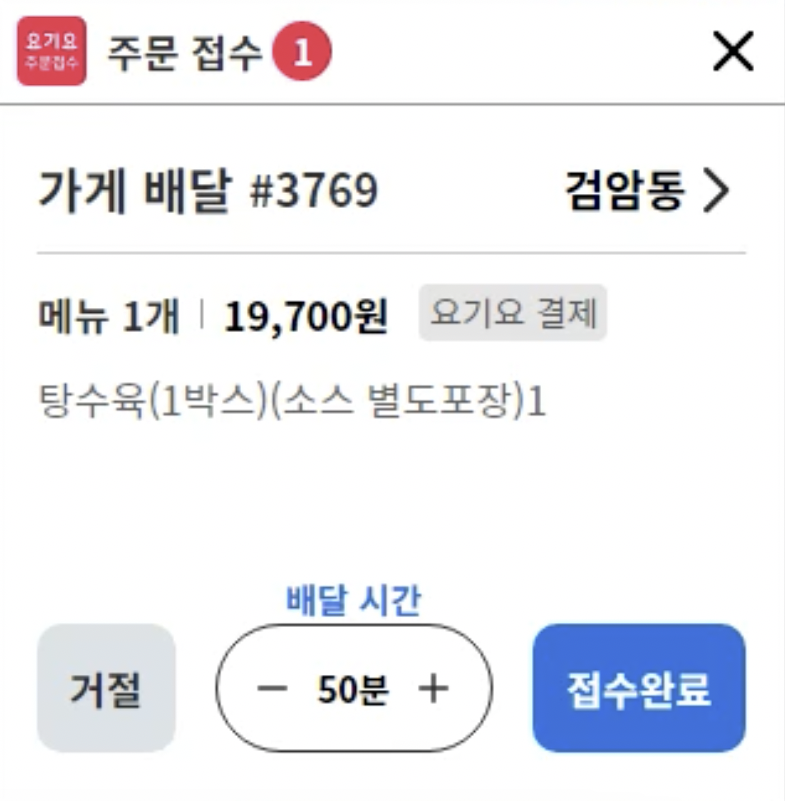 요기요
주문접수
주문 접수 1
가게 배달 #3769 검암동
메뉴 1개 | 19,700원 요기요 결제
탕수육(1박스)(소스 별도포장)1
배달 시간
거절 − 50분 + 접수완료